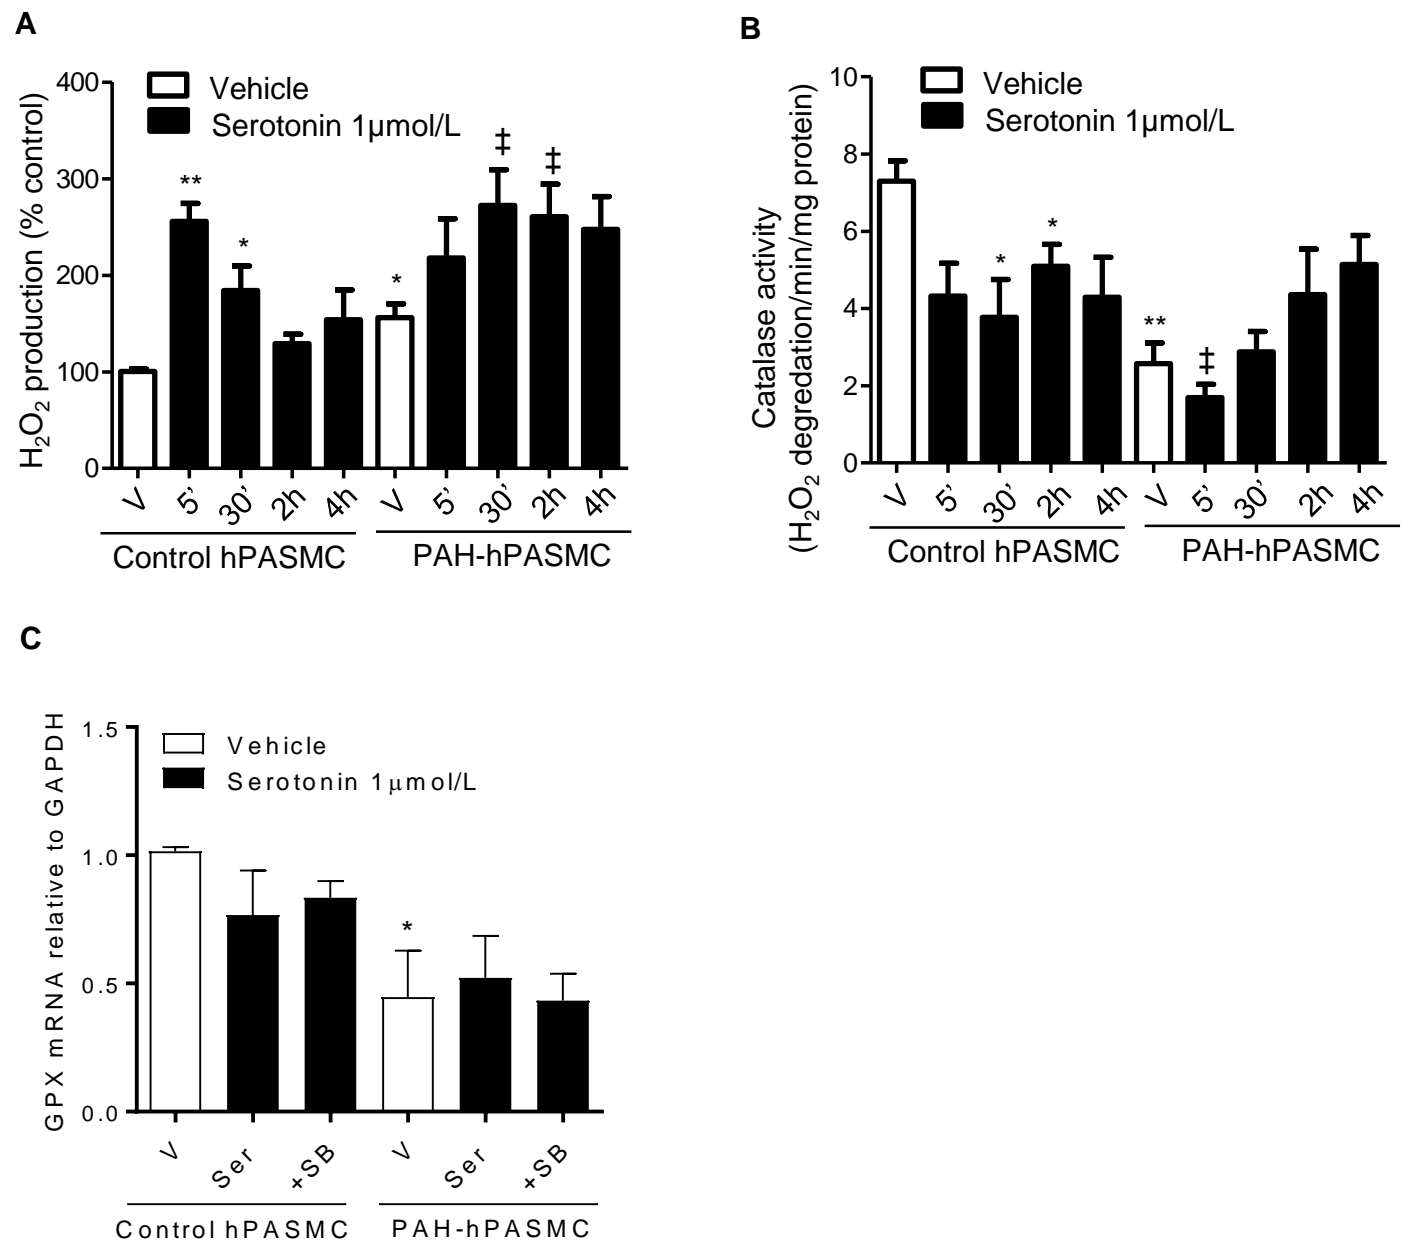 A
H₂O₂ production (% control)
400
300
200
100
0
Vehicle
Serotonin 1µmol/L
**
*
*
‡
‡
V
5’
30’
2h
4h
V
5’
30’
2h
4h
Control hPASMC
PAH-hPASMC
B
Catalase activity
(H₂O₂ degredation/min/mg protein)
10
8
6
4
2
0
Vehicle
Serotonin 1µmol/L
*
*
**
‡
V
5’
30’
2h
4h
V
5’
30’
2h
4h
Control hPASMC
PAH-hPASMC
C
GPX mRNA relative to GAPDH
1.5
1.0
0.5
0.0
Vehicle
Serotonin 1µmol/L
*
V
Ser
+SB
V
Ser
+SB
Control hPASMC
PAH-hPASMC